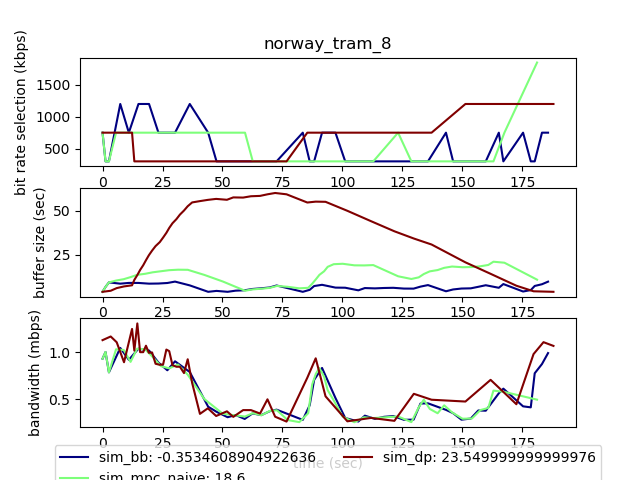 norway_tram_8
bit rate selection (kbps)
1500
1000
500
0 25 50 75 100 125 150 175
buffer size (sec)
50
25
0 25 50 75 100 125 150 175
bandwidth (mbps)
1.0
0.5
0 25 50 75 100 125 150 175
time (sec)
sim_bb: -0.3534608904922636
sim_dp: 23.549999999999976
sim_mpc_naive: 18.6